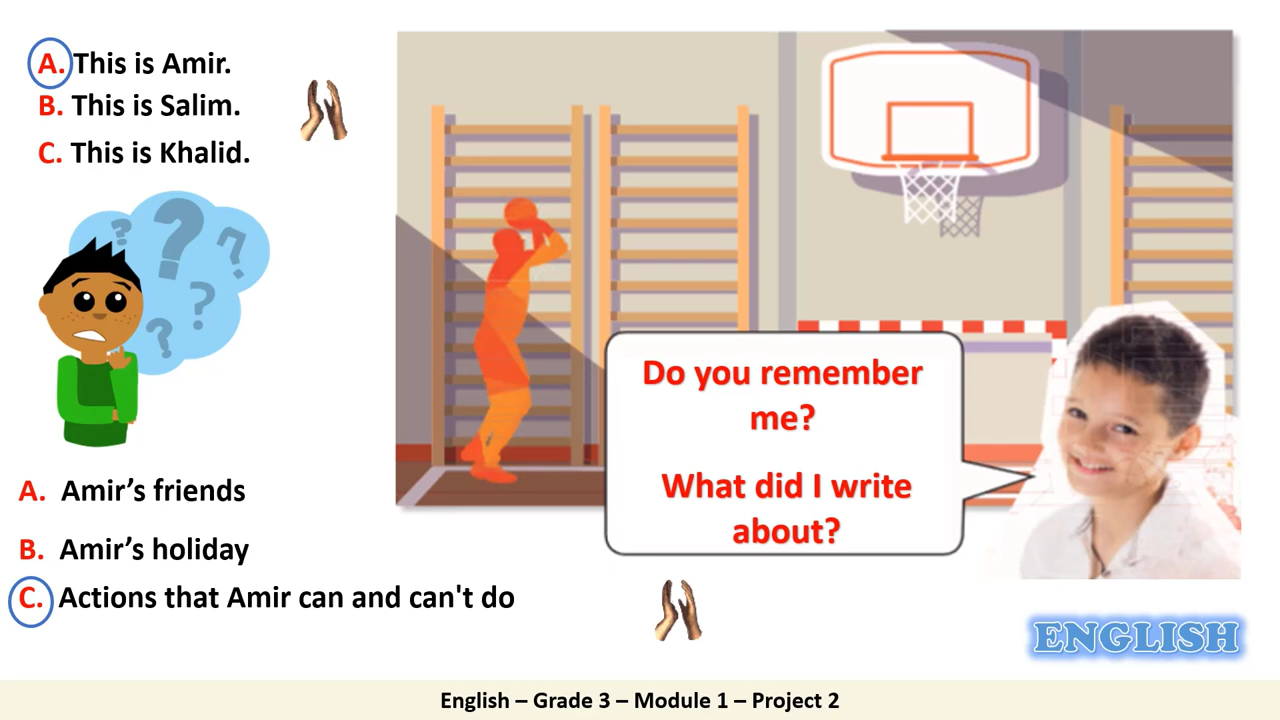 A. This is Amir.
B. This is Salim.
C. This is Khalid.
? ? ? ? ?
Do you remember
me?
What did I write
about?
A. Amir’s friends
B. Amir’s holiday
C. Actions that Amir can and can't do
ENGLISH
English – Grade 3 – Module 1 – Project 2